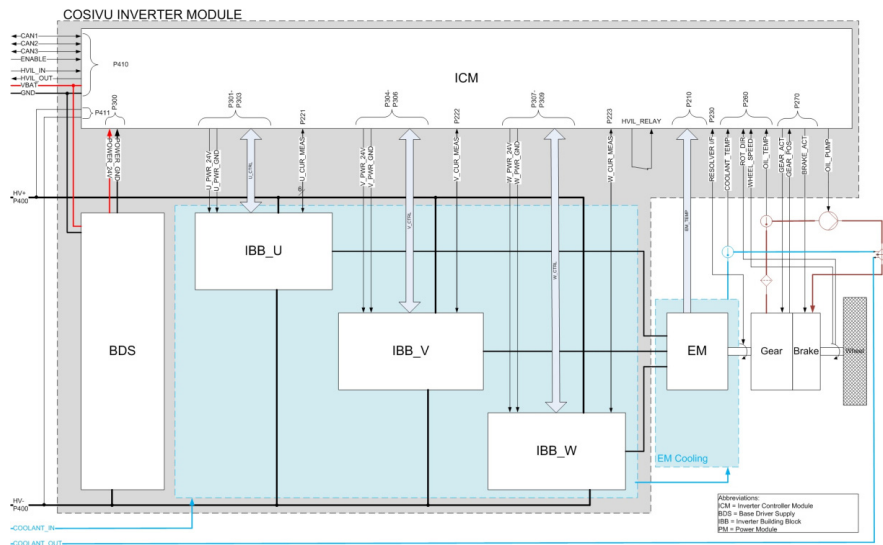 COSIVU INVERTER MODULE
CAN1
CAN2
CAN3
ENABLE
HVIL_IN
HVIL_OUT
VBAT
GND
P410
P411
P300
ICM
P301-
P303
P221
P304-
P306
P222
P307-
P309
P223
HVIL_RELAY
P210
P230
P260
P270
POWER_24V
POWER_GND
U_PWR_24V
U_PWR_GND
U_CTRL
U_CUR_MEAS
V_PWR_24V
V_PWR_GND
V_CTRL
V_CUR_MEAS
W_PWR_24V
W_PWR_GND
W_CTRL
W_CUR_MEAS
EM_TEMP
RESOLVER I/F
COOLANT_TEMP
ROT_DIR
WHEEL_SPEED
OIL_TEMP
GEAR_ACT
GEAR_POS
BRAKE_ACT
OIL_PUMP
HV+
P400
BDS
IBB_U
IBB_V
IBB_W
EM
Gear
Brake
Wheel
EM Cooling
HV-
P400
COOLANT_IN
COOLANT_OUT
Abbreviations:
ICM = Inverter Controller Module
BDS = Base Driver Supply
IBB = Inverter Building Block
PM = Power Module